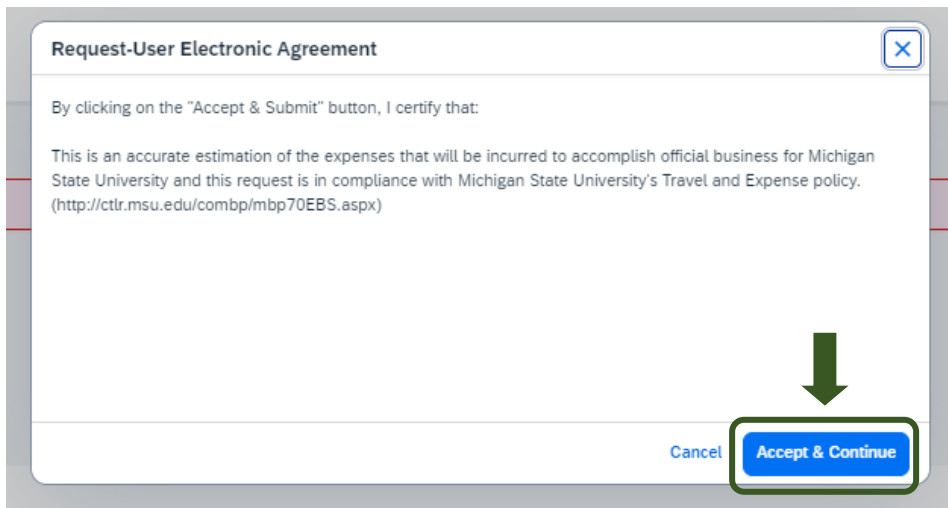 Request-User Electronic Agreement
By clicking on the "Accept & Submit" button, I certify that:
This is an accurate estimation of the expenses that will be incurred to accomplish official business for Michigan
State University and this request is in compliance with Michigan State University's Travel and Expense policy.
(http://ctlr.msu.edu/combp/mbp70EBS.aspx)
Cancel Accept & Continue